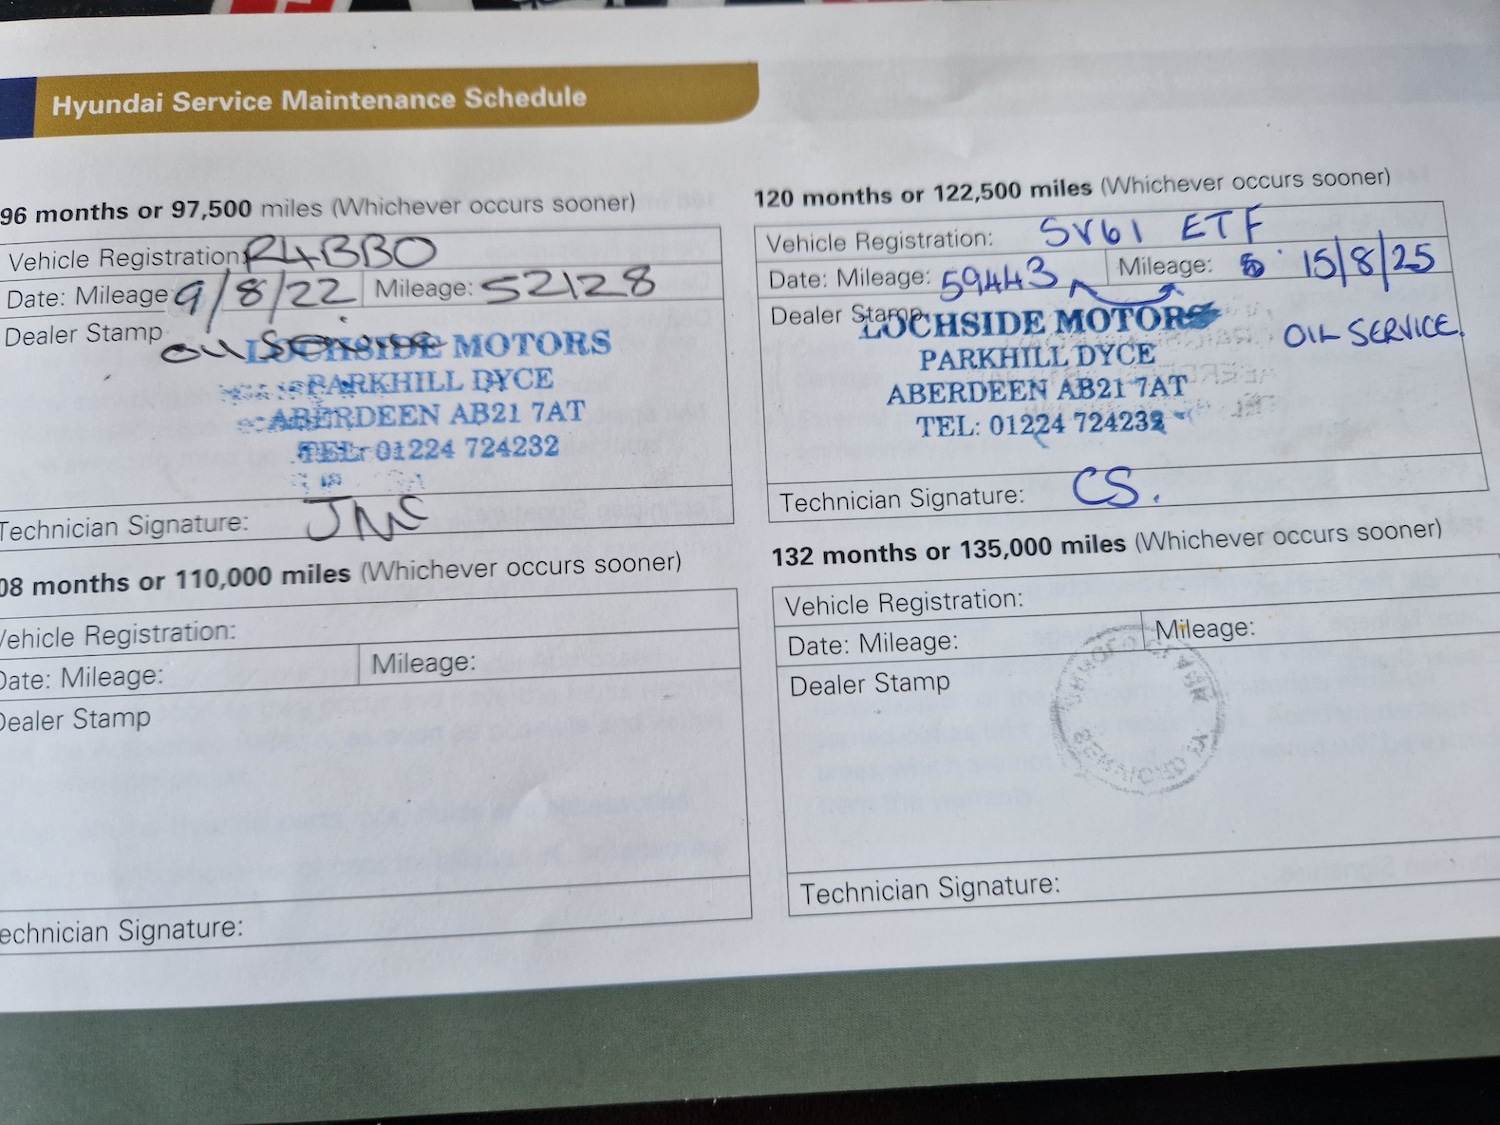 Hyundai Service Maintenance Schedule
96 months or 97,500 miles (Whichever occurs sooner)
Vehicle Registration: R4BBO
Date: Mileage 9/8/22 Mileage: 52128
Dealer Stamp
OIL Service
LOCHSIDE MOTORS
PARKHILL DYCE
ABERDEEN AB21 7AT
TEL: 01224 724232
Technician Signature: JMC
08 months or 110,000 miles (Whichever occurs sooner)
Vehicle Registration:
Date: Mileage:
Mileage:
Dealer Stamp
echnician Signature:
120 months or 122,500 miles (Whichever occurs sooner)
Vehicle Registration: SV61 ETF
Date: Mileage: 59443 Mileage: 15/8/25
Dealer Stamp
LOCHSIDE MOTORS
OIL SERVICE.
PARKHILL DYCE
ABERDEEN AB21 7AT
TEL: 01224 724232
Technician Signature: CS.
132 months or 135,000 miles (Whichever occurs sooner)
Vehicle Registration:
Date: Mileage:
Mileage:
Dealer Stamp
Technician Signature: